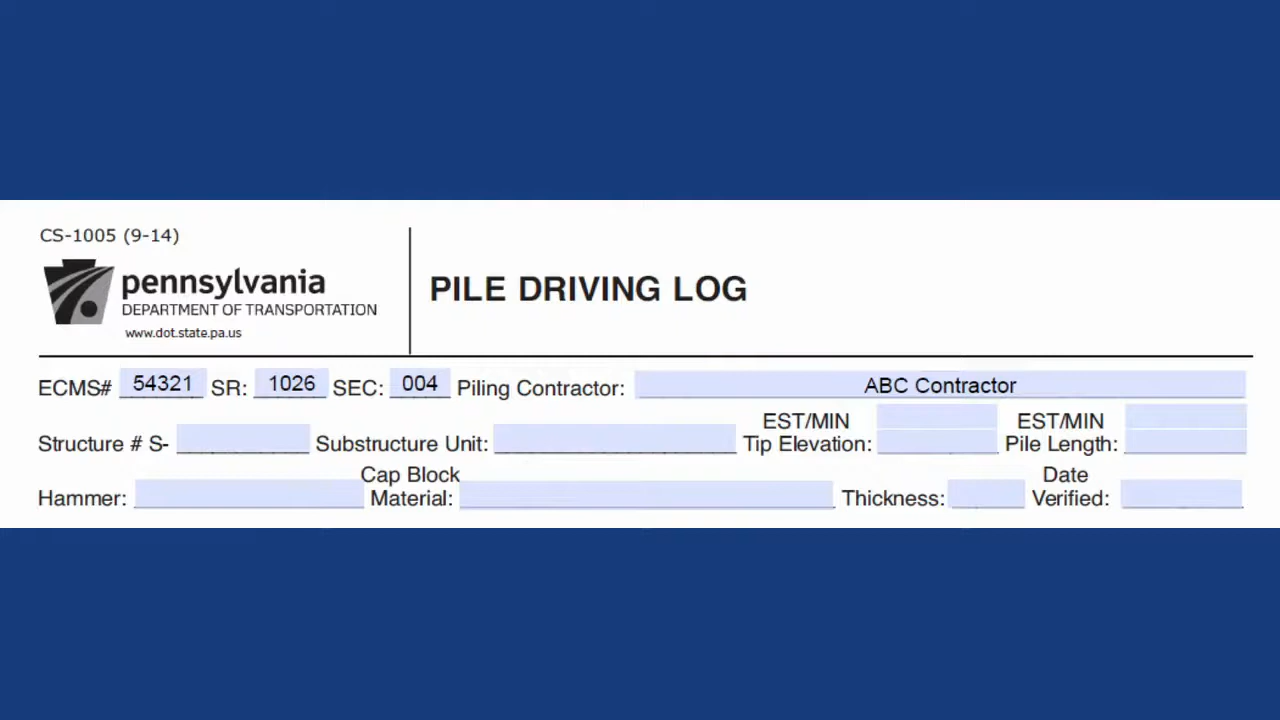 CS-1005 (9-14)
pennsylvania
DEPARTMENT OF TRANSPORTATION
www.dot.state.pa.us
PILE DRIVING LOG
ECMS# 54321 SR: 1026 SEC: 004 Piling Contractor: ABC Contractor
EST/MIN EST/MIN
Structure # S- Substructure Unit: Tip Elevation: Pile Length:
Cap Block Date
Hammer: Material: Thickness: Verified: